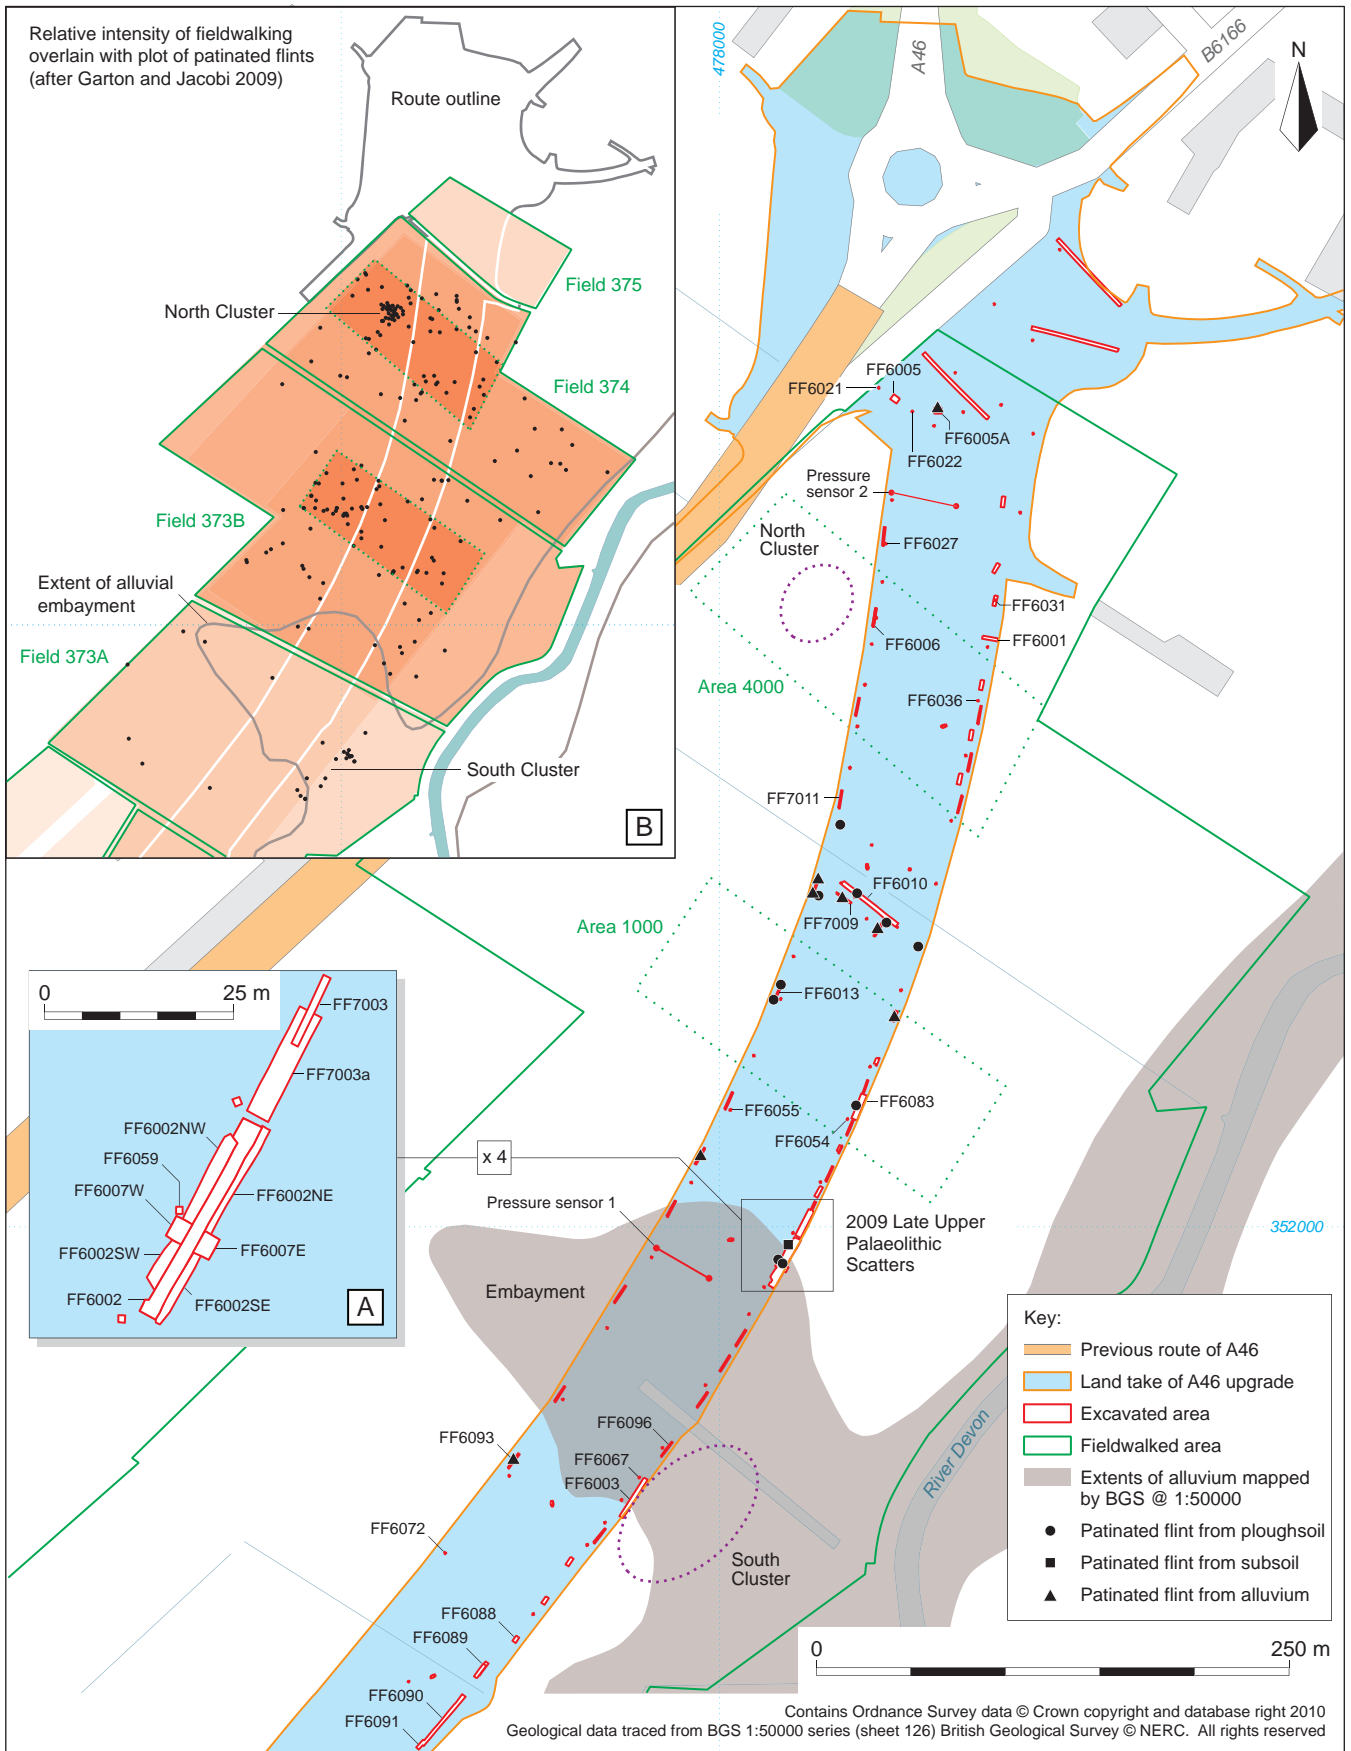 Relative intensity of fieldwalking
overlain with plot of patinated flints
(after Garton and Jacobi 2009)
Route outline
North Cluster
Field 375
Field 374
Field 373B
Extent of alluvial
embayment
Field 373A
South Cluster
B
478000
A46
B6166
N
FF6005
FF6021
FF6005A
FF6022
Pressure
sensor 2
North
Cluster
FF6027
FF6031
FF6001
FF6006
Area 4000
FF6036
FF7011
FF6010
FF7009
Area 1000
FF6013
FF6083
FF6055
FF6054
x 4
Pressure sensor 1
2009 Late Upper
Palaeolithic
Scatters
352000
Embayment
FF6096
FF6093
FF6067
FF6003
FF6072
South
Cluster
River Devon
FF6088
FF6089
FF6090
FF6091
0 25 m
FF7003
FF7003a
FF6002NW
FF6059
FF6007W
FF6002NE
FF6002SW
FF6007E
FF6002
FF6002SE
A
Key:
Previous route of A46
Land take of A46 upgrade
Excavated area
Fieldwalked area
Extents of alluvium mapped
by BGS @ 1:50000
Patinated flint from ploughsoil
Patinated flint from subsoil
Patinated flint from alluvium
0 250 m
Contains Ordnance Survey data © Crown copyright and database right 2010
Geological data traced from BGS 1:50000 series (sheet 126) British Geological Survey © NERC. All rights reserved